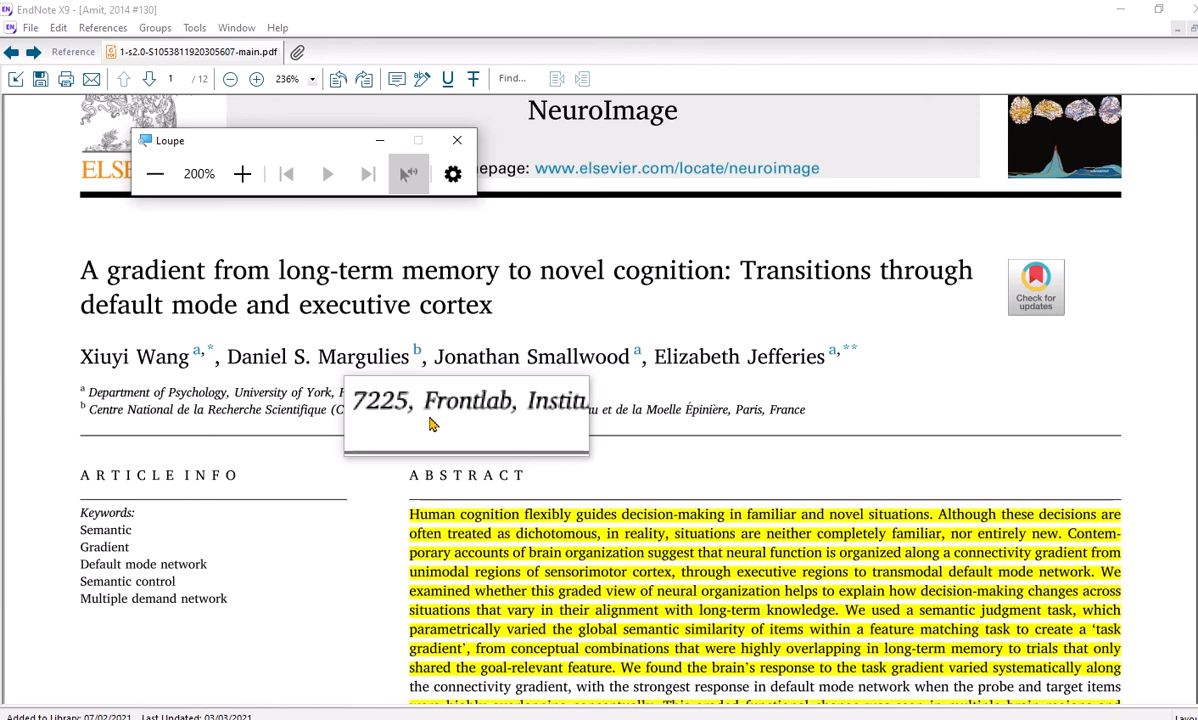 EndNote X9 - [Amit, 2014 #130]
File Edit References Groups Tools Window Help
Reference 1-s2.0-S1053811920305607-main.pdf
1 / 12 236% Find...
NeuroImage
Loupe
ELSE
200%
epage: www.elsevier.com/locate/neuroimage
A gradient from long-term memory to novel cognition: Transitions through
default mode and executive cortex
Check for
updates
Xiuyi Wang a,*, Daniel S. Margulies b, Jonathan Smallwood a, Elizabeth Jefferies a,**
a Department of Psychology, University of York,
b Centre National de la Recherche Scientifique (C
7225, Frontlab, Institu
et de la Moelle Épinière, Paris, France
ARTICLE INFO
ABSTRACT
Keywords:
Semantic
Gradient
Default mode network
Semantic control
Multiple demand network
Human cognition flexibly guides decision-making in familiar and novel situations. Although these decisions are
often treated as dichotomous, in reality, situations are neither completely familiar, nor entirely new. Contem-
porary accounts of brain organization suggest that neural function is organized along a connectivity gradient from
unimodal regions of sensorimotor cortex, through executive regions to transmodal default mode network. We
examined whether this graded view of neural organization helps to explain how decision-making changes across
situations that vary in their alignment with long-term knowledge. We used a semantic judgment task, which
parametrically varied the global semantic similarity of items within a feature matching task to create a ‘task
gradient’, from conceptual combinations that were highly overlapping in long-term memory to trials that only
shared the goal-relevant feature. We found the brain’s response to the task gradient varied systematically along
the connectivity gradient, with the strongest response in default mode network when the probe and target items
Added to Library: 07/02/2021 Last Updated: 03/03/2021